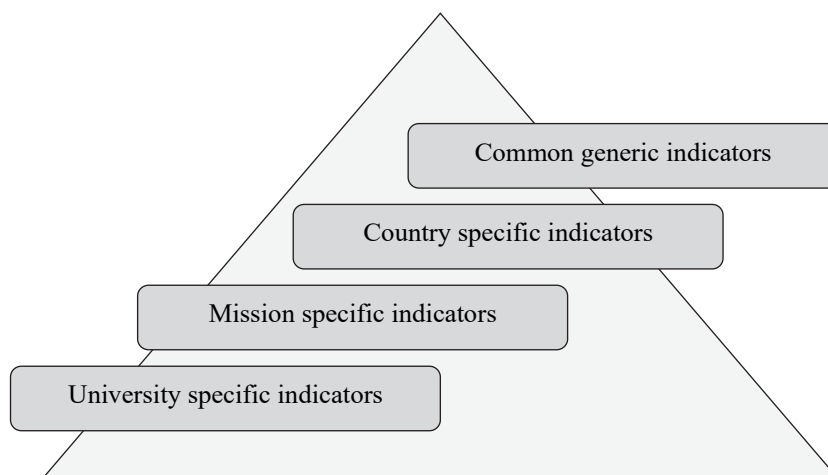 Common generic indicators
Country specific indicators
Mission specific indicators
University specific indicators